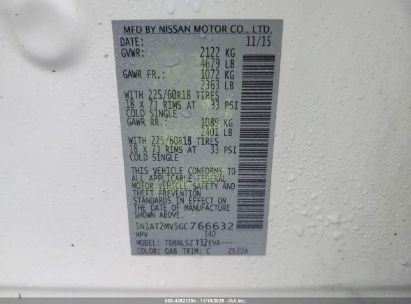 MFD BY NISSAN MOTOR CO., LTD.
DATE: 11/15
GVWR: 2122 KG
4679 LB
GAWR FR.: 1072 KG
2363 LB
WITH 225/60R18 TIRES
18 X 7J RIMS AT 33 PSI
COLD SINGLE
GAWR RR.: 1089 KG
2401 LB
WITH 225/60R18 TIRES
18 X 7J RIMS AT 33 PSI
COLD SINGLE
THIS VEHICLE CONFORMS TO
ALL APPLICABLE U.S. FEDERAL
MOTOR VEHICLE SAFETY AND
THEFT PREVENTION
STANDARDS IN EFFECT ON THE
DATE OF MANUFACTURE
SHOWN ABOVE.
5N1AT2MV5GC766632
MPV 340
MODEL: TDBNLSZ T32EVA---
COLOR: QAB TRIM: C